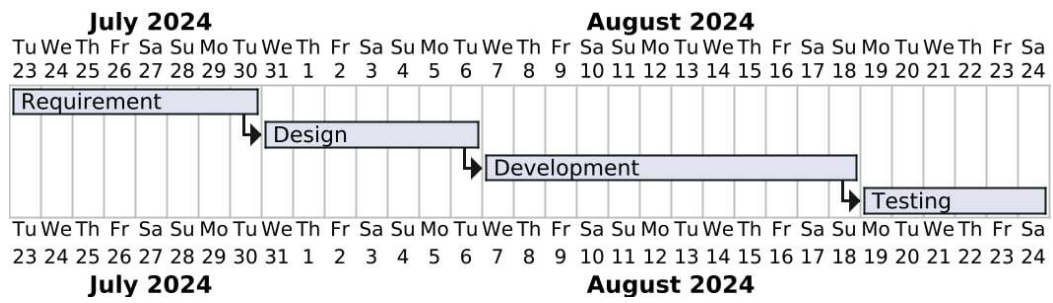 July 2024 August 2024
Tu We Th Fr Sa Su Mo Tu We Th Fr Sa Su Mo Tu We Th Fr Sa Su Mo Tu We Th Fr Sa Su Mo Tu We Th Fr Sa
23 24 25 26 27 28 29 30 31 1 2 3 4 5 6 7 8 9 10 11 12 13 14 15 16 17 18 19 20 21 22 23 24
Requirement
Design
Development
Testing
Tu We Th Fr Sa Su Mo Tu We Th Fr Sa Su Mo Tu We Th Fr Sa Su Mo Tu We Th Fr Sa Su Mo Tu We Th Fr Sa
23 24 25 26 27 28 29 30 31 1 2 3 4 5 6 7 8 9 10 11 12 13 14 15 16 17 18 19 20 21 22 23 24
July 2024 August 2024